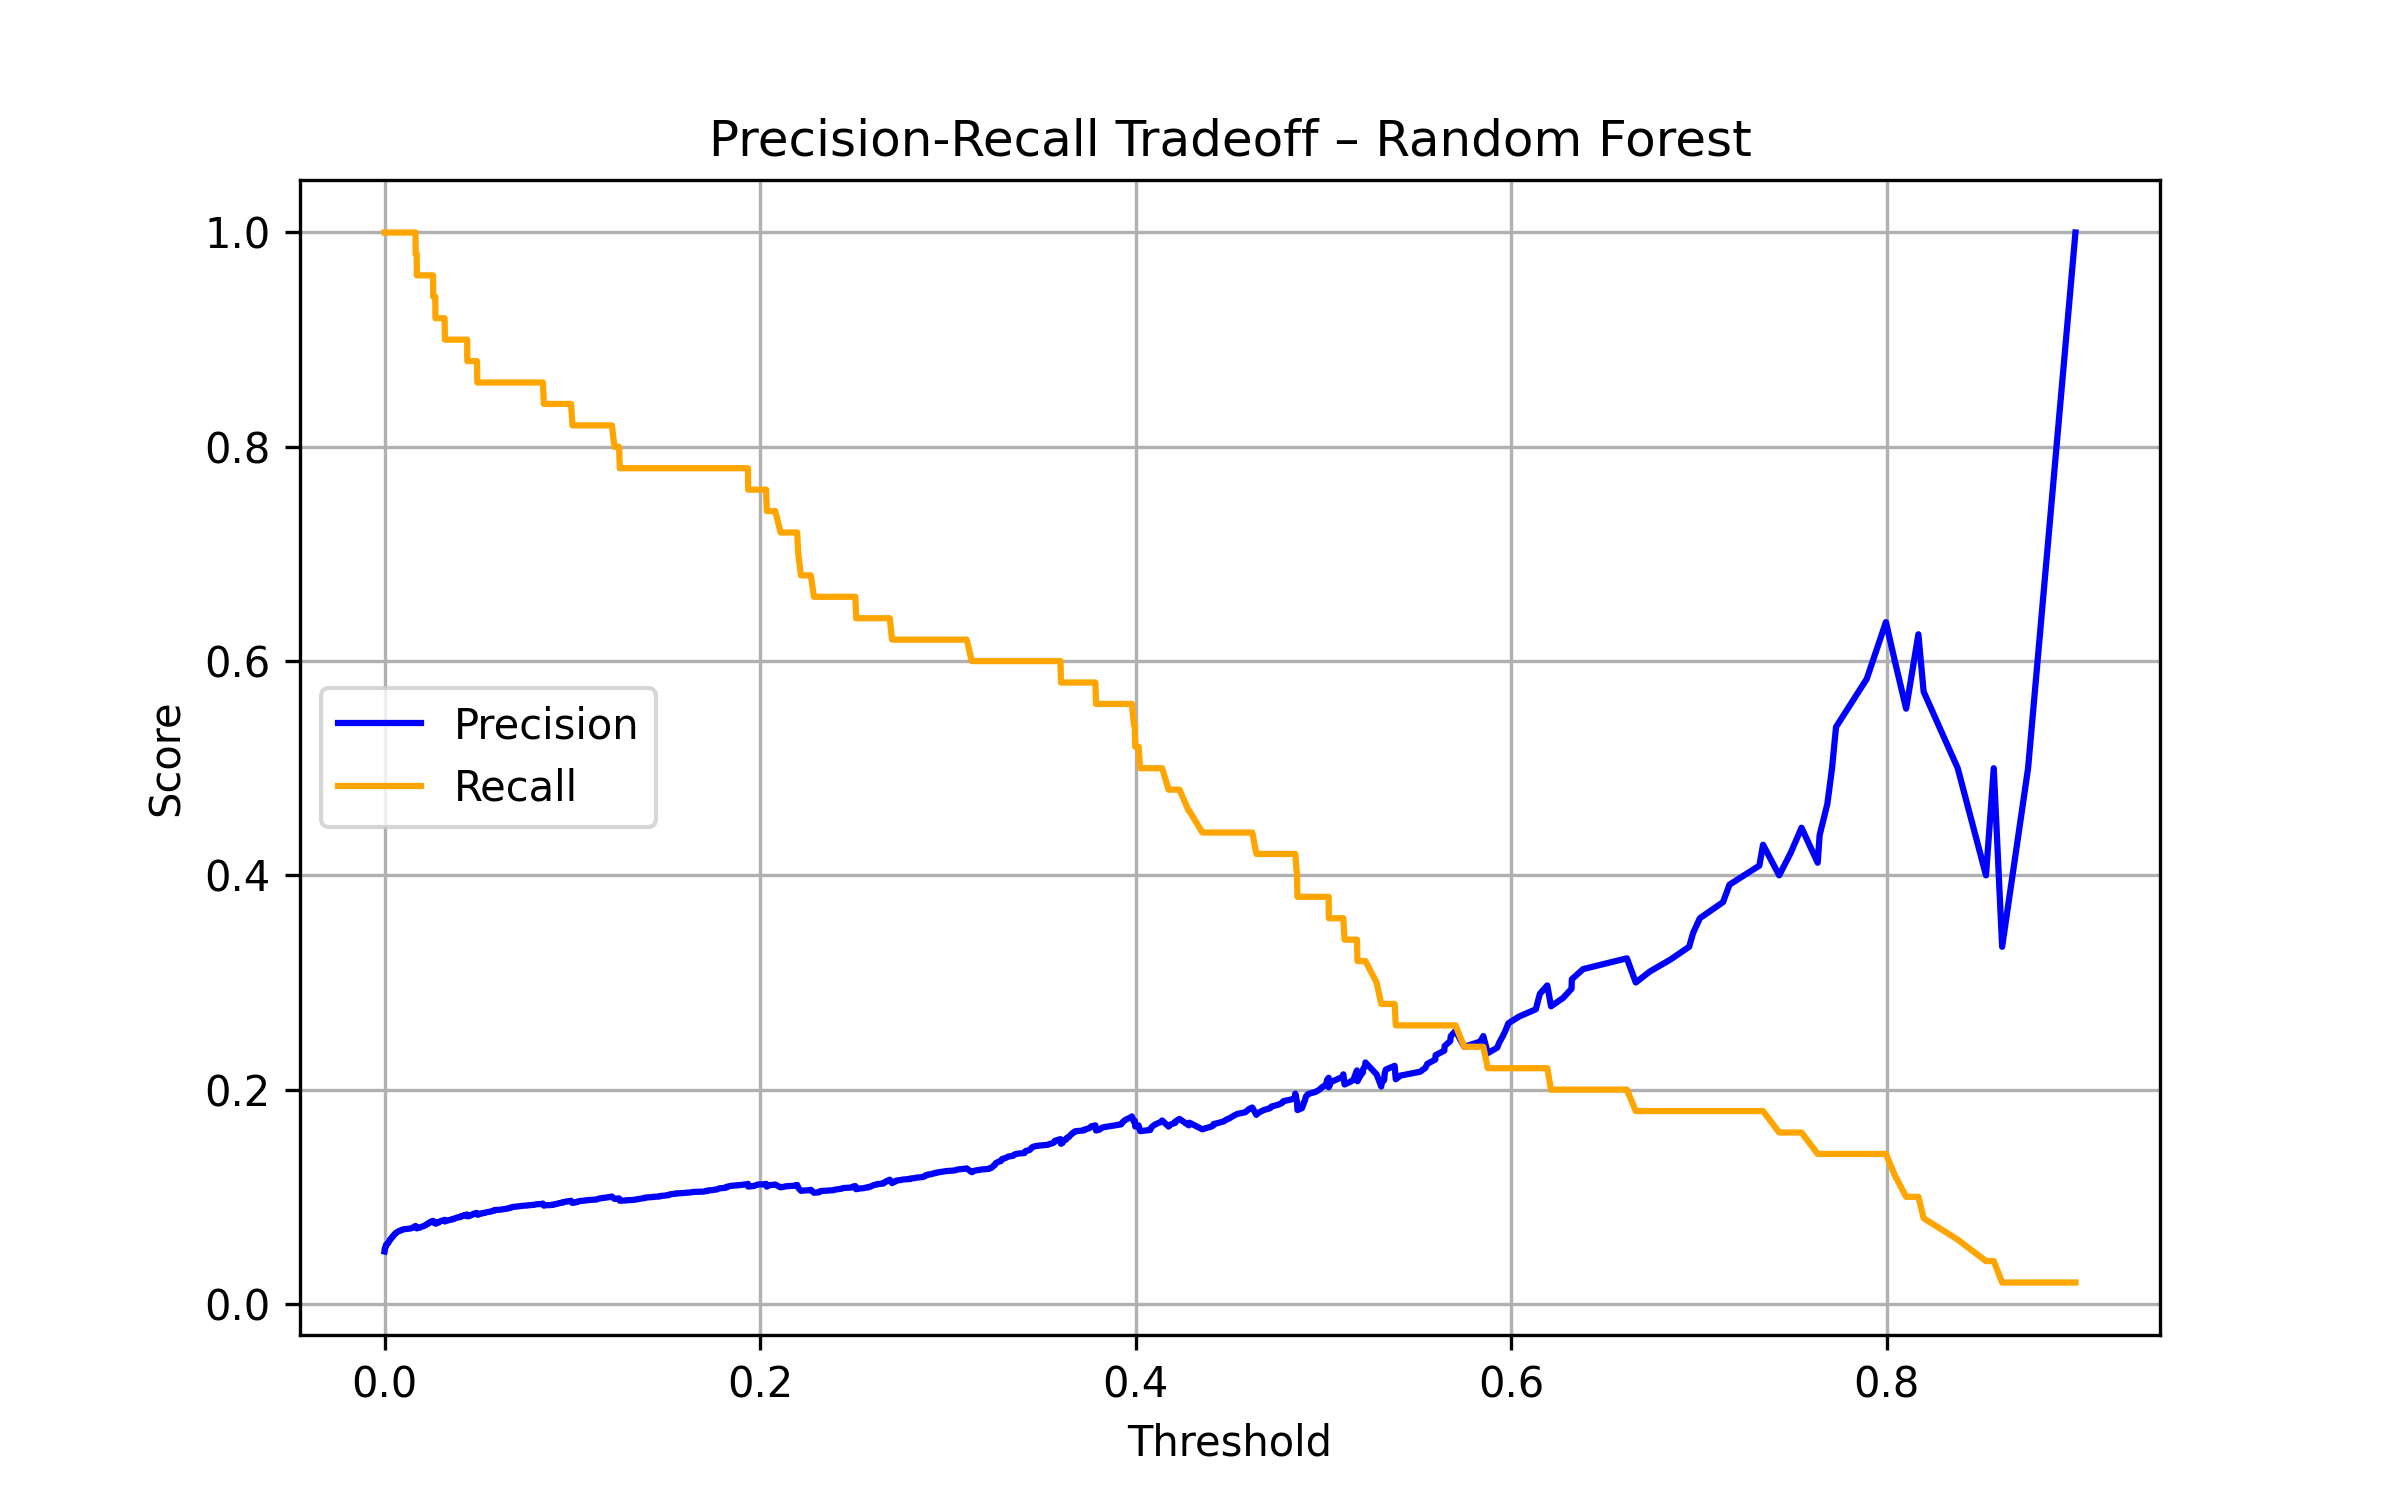 Precision-Recall Tradeoff – Random Forest
1.0
0.8
0.6
0.4
0.2
0.0
Score
Precision
Recall
0.0 0.2 0.4 0.6 0.8
Threshold